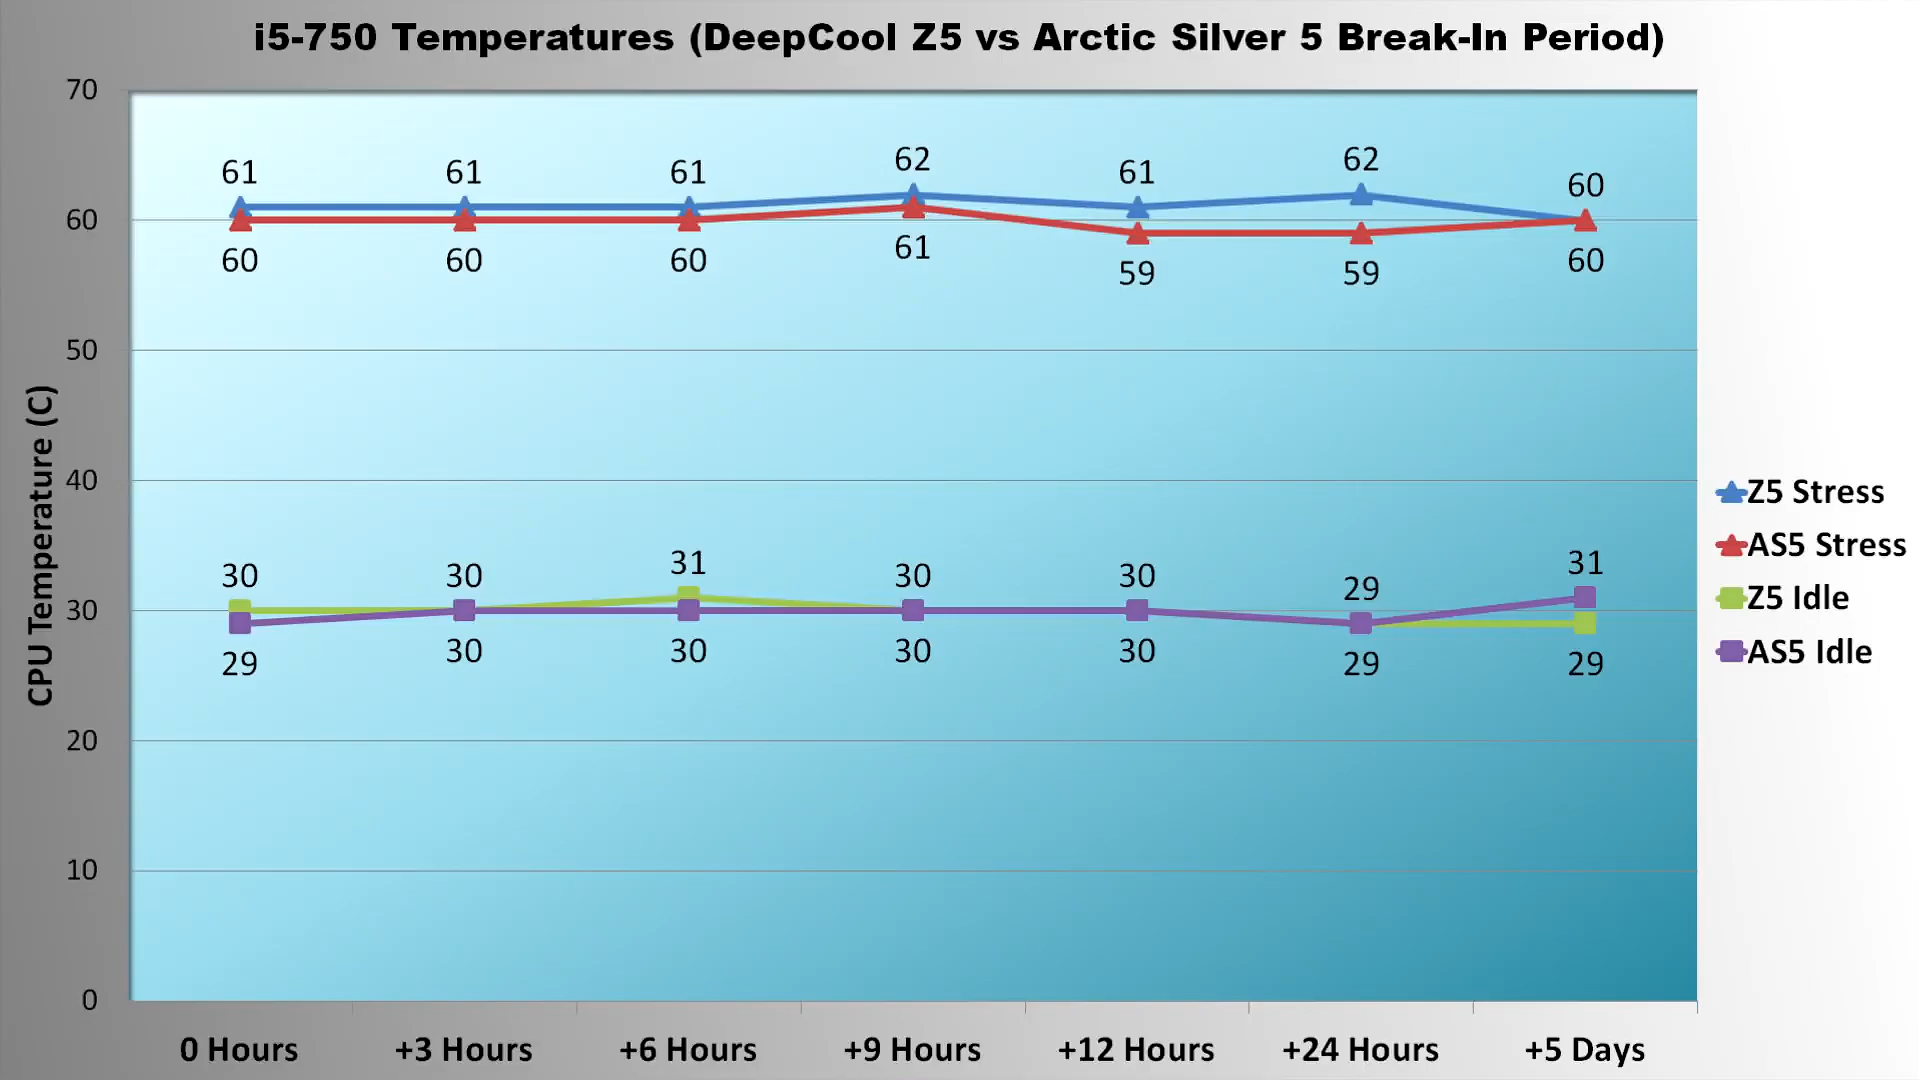 i5-750 Temperatures (DeepCool Z5 vs Arctic Silver 5 Break-In Period)
CPU Temperature (C)
70
60
50
40
30
20
10
0
61 61 61 62 61 62 60
60 60 60 61 59 59 60
30 30 31 30 30 29 31
29 30 30 30 30 29 29
Z5 Stress
AS5 Stress
Z5 Idle
AS5 Idle
0 Hours +3 Hours +6 Hours +9 Hours +12 Hours +24 Hours +5 Days